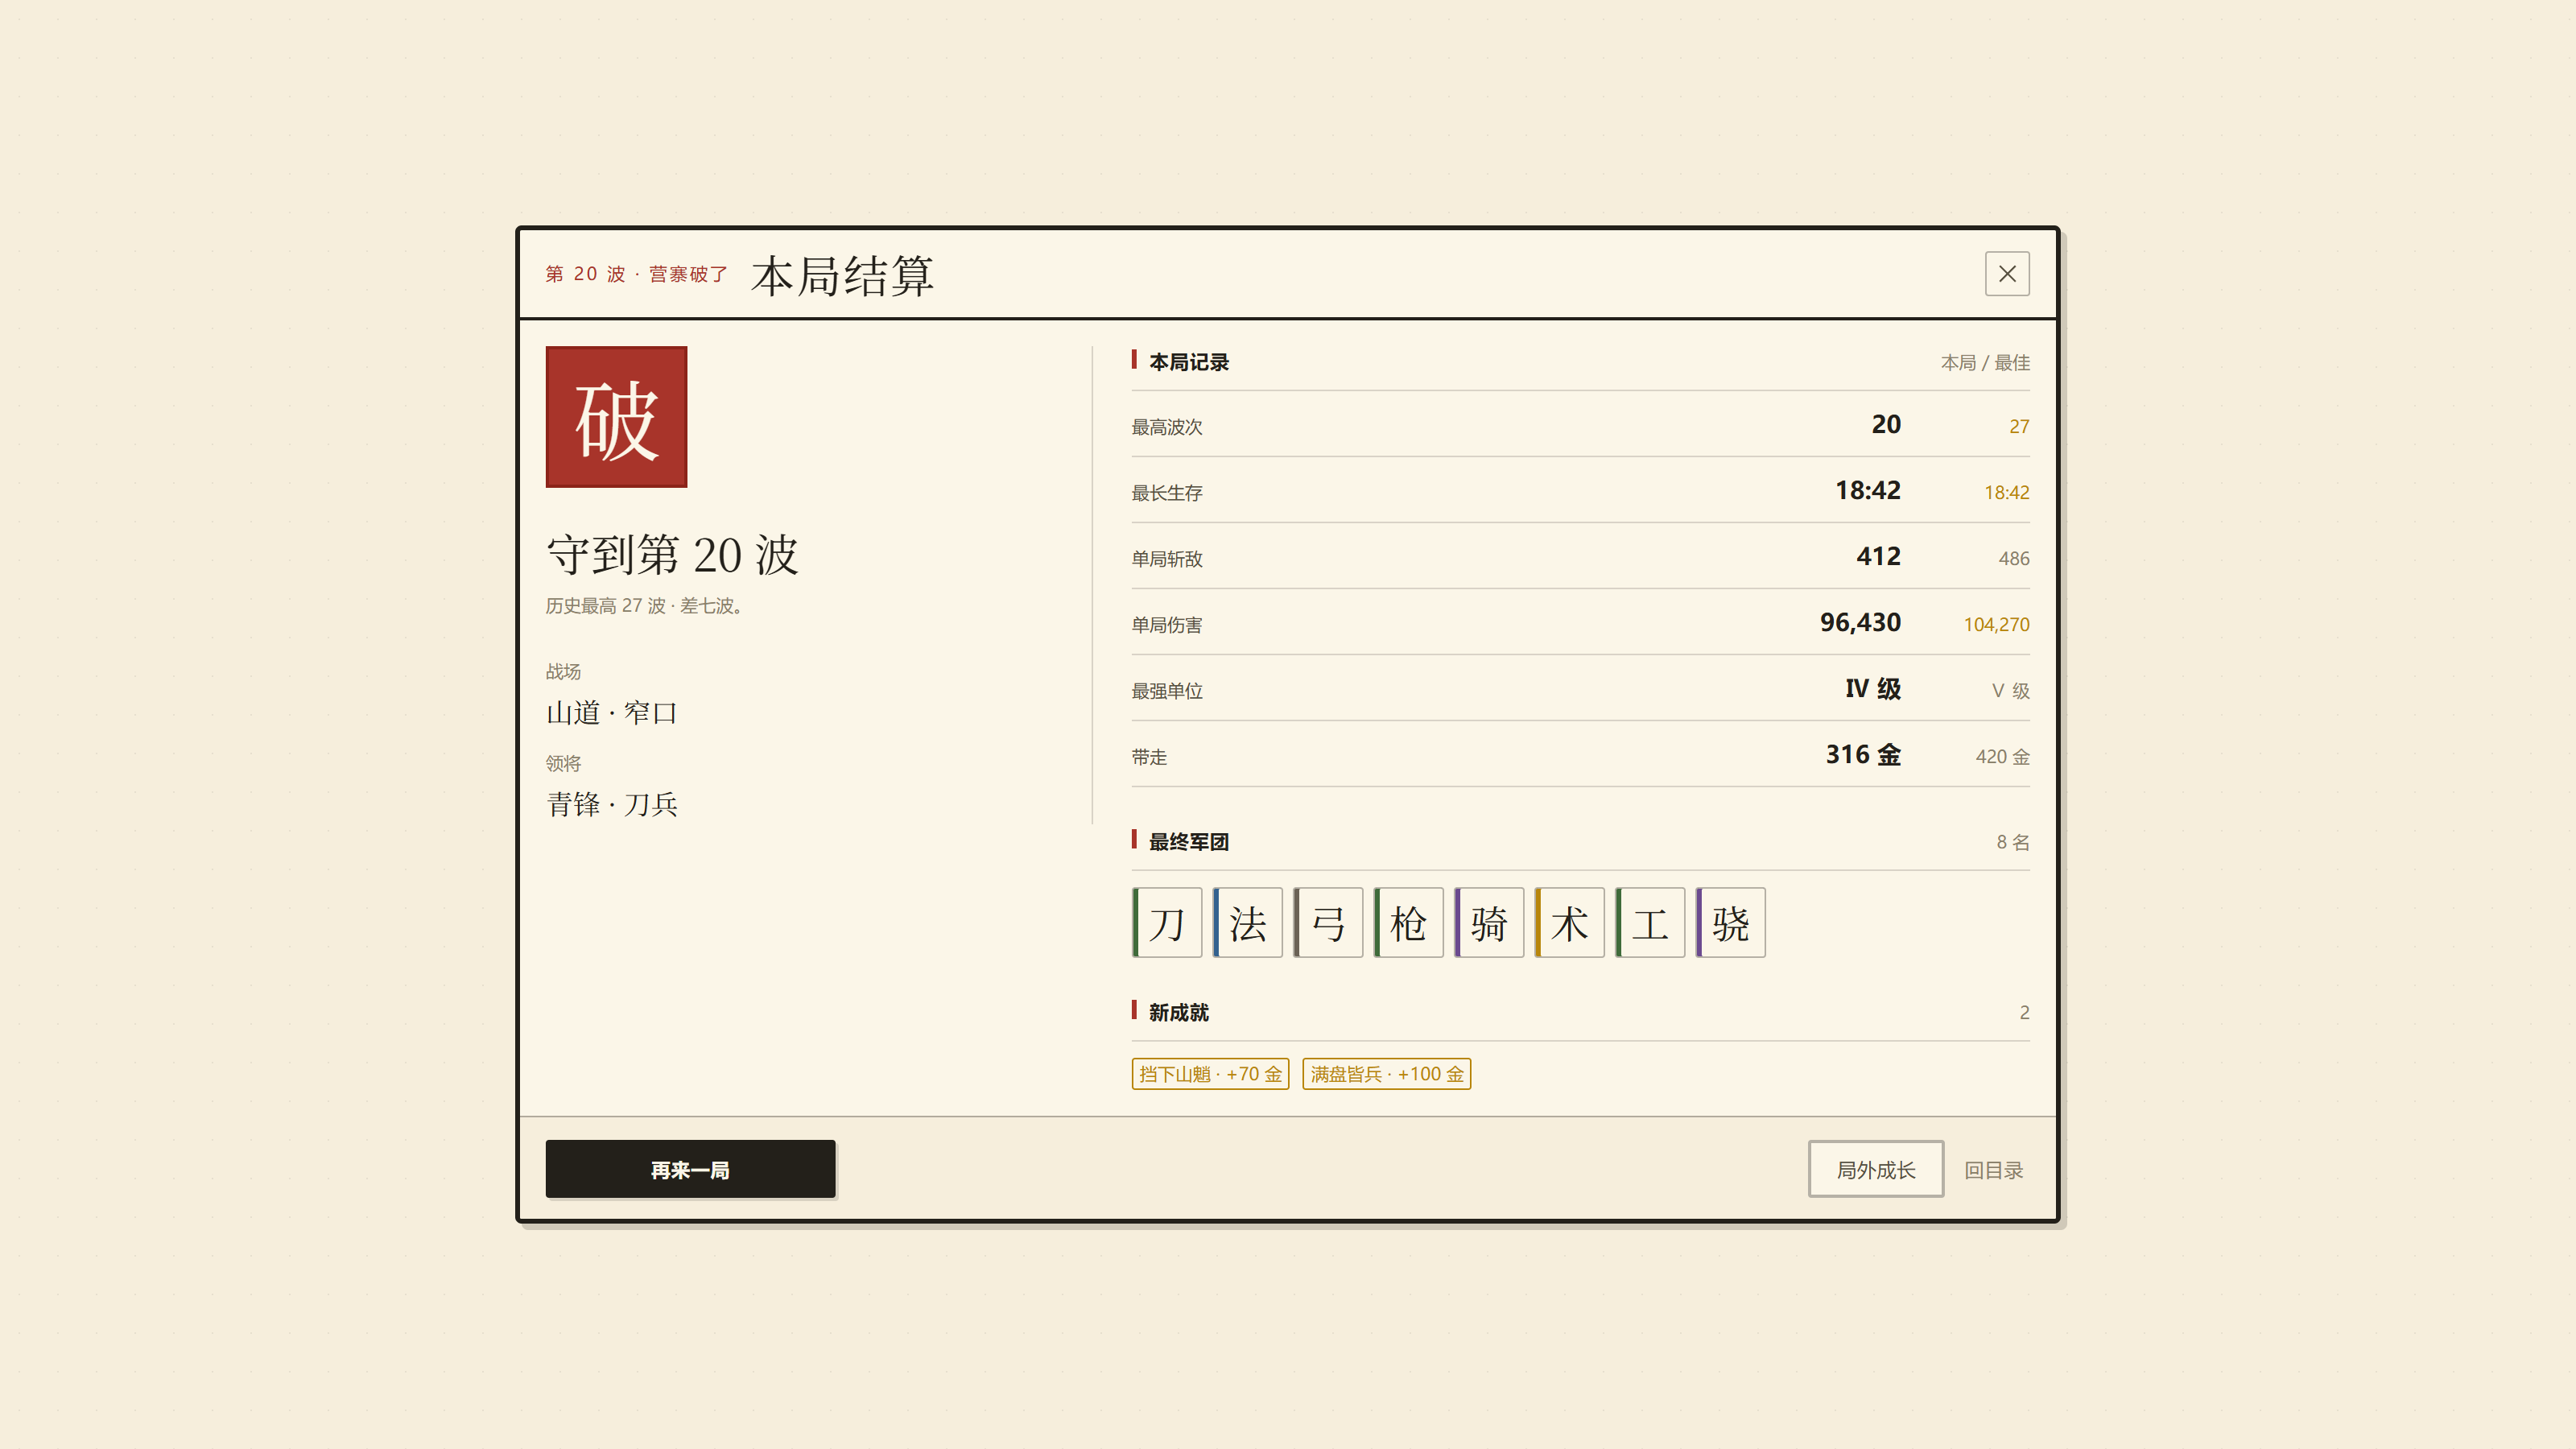 第 20 波 · 营寨破了 本局结算
破
守到第 20 波
历史最高 27 波 · 差七波。
战场
山道 · 窄口
领将
青锋 · 刀兵
本局记录 本局 / 最佳
最高波次 20 27
最长生存 18:42 18:42
单局斩敌 412 486
单局伤害 96,430 104,270
最强单位 IV 级 V 级
带走 316 金 420 金
最终军团 8 名
刀 法 弓 枪 骑 术 工 骁
新成就 2
挡下山魈 · +70 金 满盘皆兵 · +100 金
再来一局 局外成长 回目录